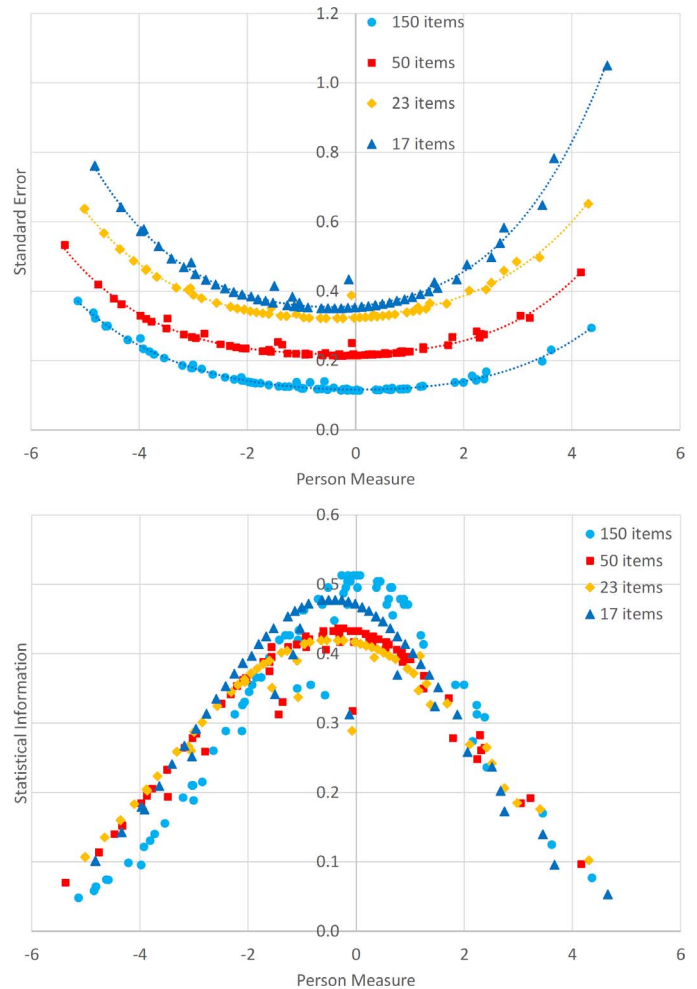 1.2
150 items
1.0
50 items
23 items
0.8
17 items
0.6
0.4
0.2
0.0
Standard Error
-6
-4
-2
0
2
4
6
Person Measure
0.6
150 items
0.5
50 items
23 items
17 items
0.4
0.3
0.2
0.1
0.0
Statistical Information
-6
-4
-2
0
2
4
6
Person Measure